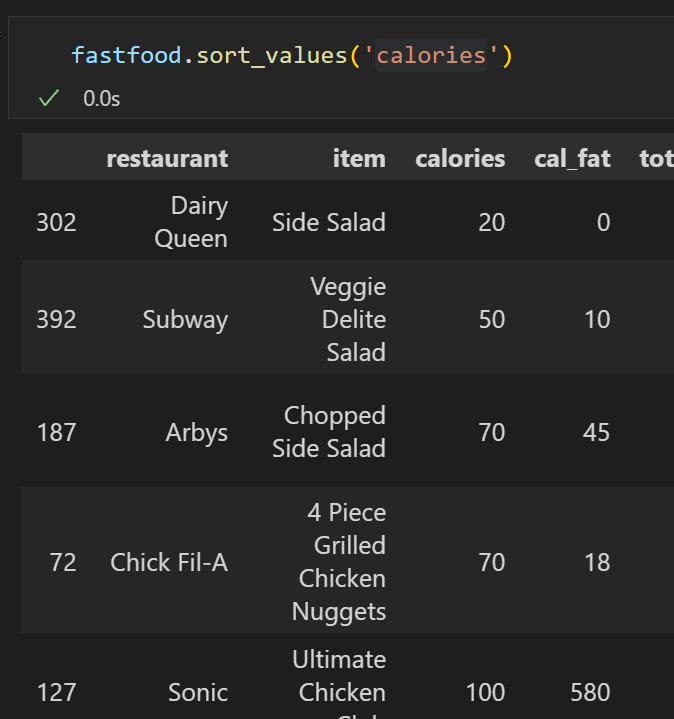 fastfood.sort_values('calories')
0.0s
restaurant item calories cal_fat tot
302 Dairy Queen Side Salad 20 0
392 Subway Veggie Delite Salad 50 10
187 Arbys Chopped Side Salad 70 45
72 Chick Fil-A 4 Piece Grilled Chicken Nuggets 70 18
127 Sonic Ultimate Chicken 100 580